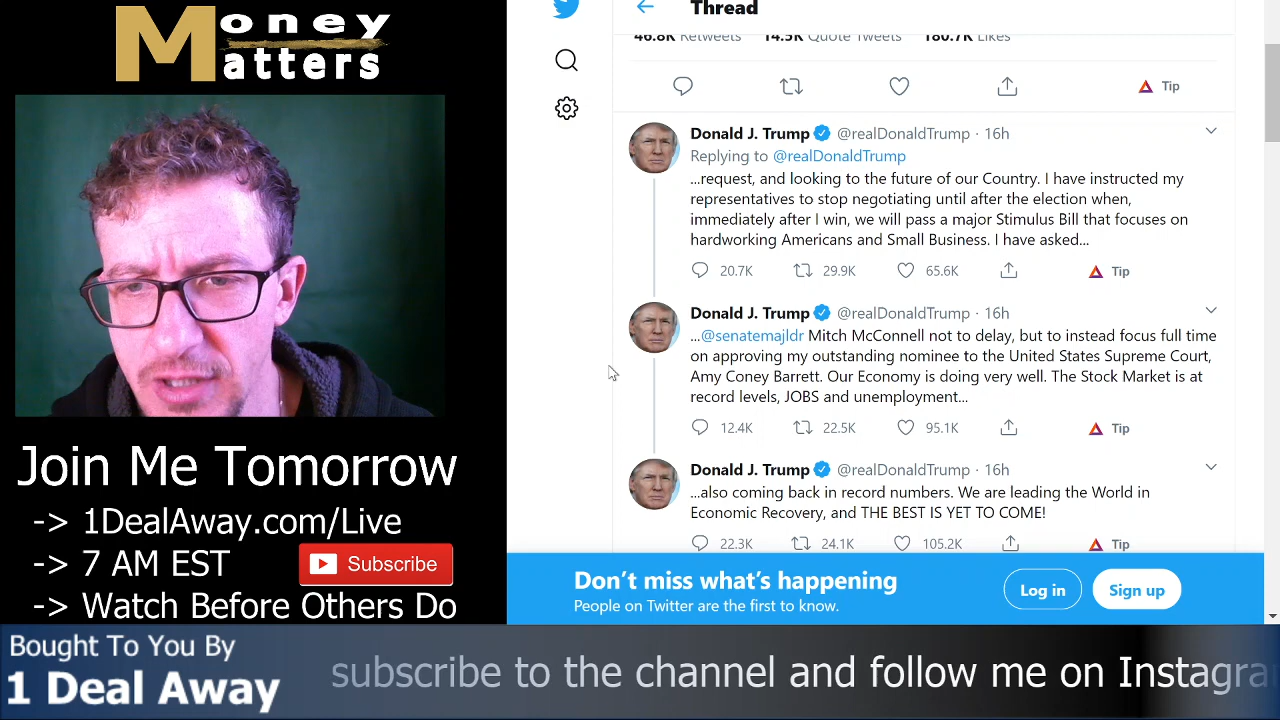 Money
Matters
Join Me Tomorrow
-> 1DealAway.com/Live
-> 7 AM EST
Subscribe
-> Watch Before Others Do
Thread
46.8K Retweets 14.5K Quote Tweets 180.7K Likes
Tip
Donald J. Trump @realDonaldTrump · 16h
Replying to @realDonaldTrump
...request, and looking to the future of our Country. I have instructed my
representatives to stop negotiating until after the election when,
immediately after I win, we will pass a major Stimulus Bill that focuses on
hardworking Americans and Small Business. I have asked...
20.7K 29.9K 65.6K Tip
Donald J. Trump @realDonaldTrump · 16h
...@senatemajldr Mitch McConnell not to delay, but to instead focus full time
on approving my outstanding nominee to the United States Supreme Court,
Amy Coney Barrett. Our Economy is doing very well. The Stock Market is at
record levels, JOBS and unemployment...
12.4K 22.5K 95.1K Tip
Donald J. Trump @realDonaldTrump · 16h
...also coming back in record numbers. We are leading the World in
Economic Recovery, and THE BEST IS YET TO COME!
22.3K 24.1K 105.2K Tip
Don't miss what's happening
People on Twitter are the first to know.
Log in
Sign up
Bought To You By
1 Deal Away
subscribe to the channel and follow me on Instagra